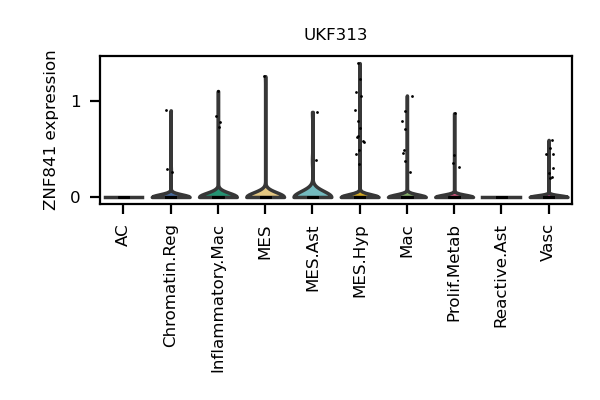 UKF313
ZNF841 expression
1
0
AC
Chromatin.Reg
Inflammatory.Mac
MES
MES.Ast
MES.Hyp
Mac
Prolif.Metab
Reactive.Ast
Vasc